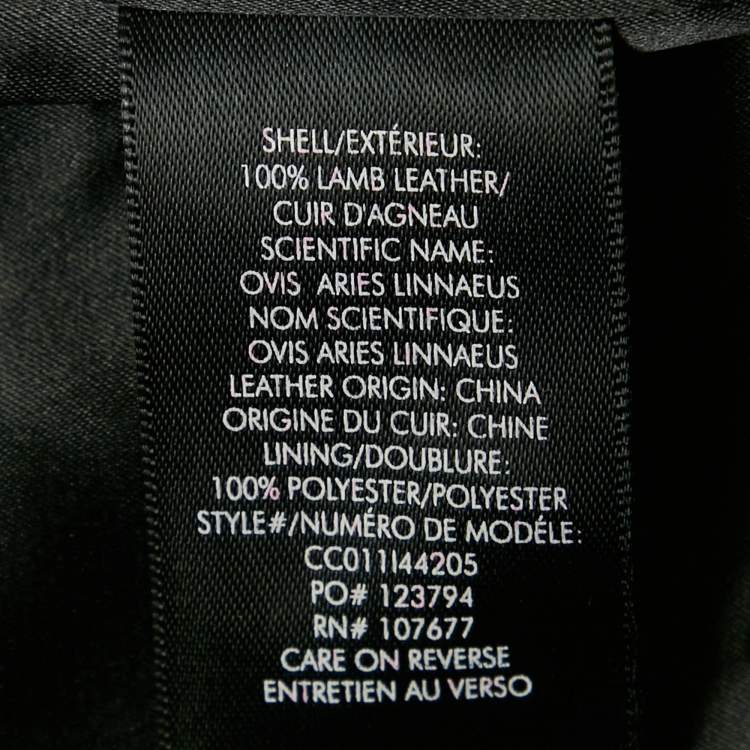 SHELL/EXTÉRIEUR:
100% LAMB LEATHER/
CUIR D'AGNEAU
SCIENTIFIC NAME:
OVIS ARIES LINNAEUS
NOM SCIENTIFIQUE:
OVIS ARIES LINNAEUS
LEATHER ORIGIN: CHINA
ORIGINE DU CUIR: CHINE
LINING/DOUBLURE:
100% POLYESTER/POLYESTER
STYLE#/NUMÉRO DE MODÉLE:
CC011I44205
PO# 123794
RN# 107677
CARE ON REVERSE
ENTRETIEN AU VERSO